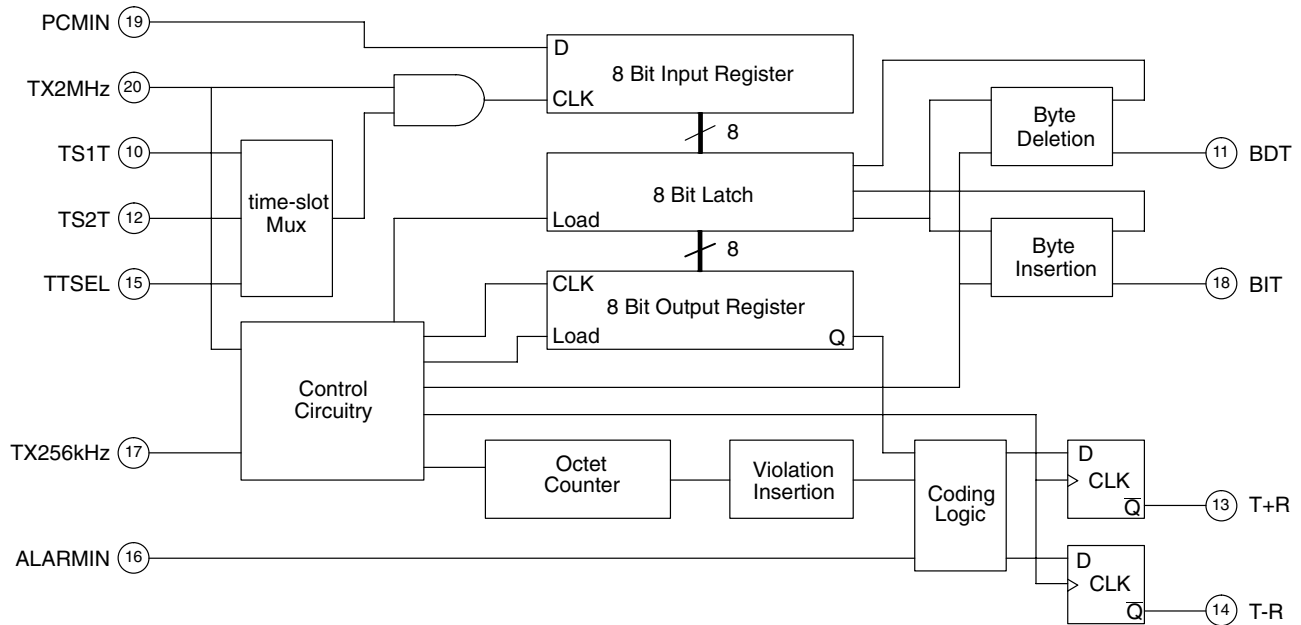 PCMIN 19
D
8 Bit Input Register
CLK
TX2MHz 20
8
Byte
Deletion
11 BDT
TS1T 10
time-slot
Mux
8 Bit Latch
Load
TS2T 12
8
Byte
Insertion
18 BIT
TTSEL 15
CLK
8 Bit Output Register
Load
Q
Control
Circuitry
TX256kHz 17
Octet
Counter
Violation
Insertion
Coding
Logic
D
CLK
Q
13 T+R
ALARMIN 16
D
CLK
Q
14 T-R